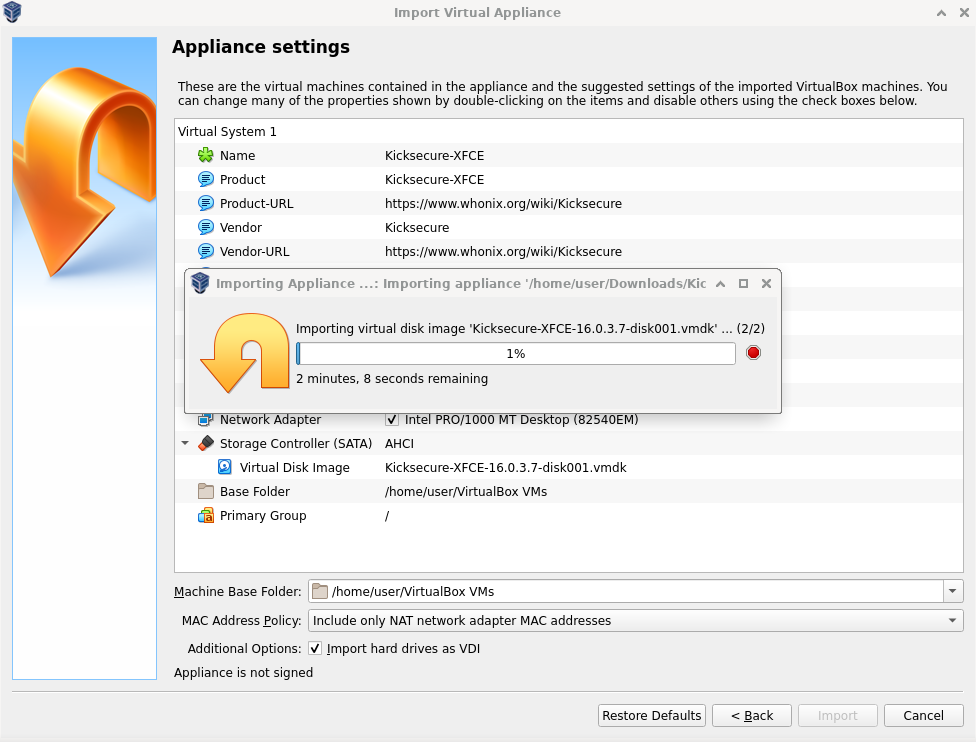 Import Virtual Appliance
Appliance settings
These are the virtual machines contained in the appliance and the suggested settings of the imported VirtualBox machines. You
can change many of the properties shown by double-clicking on the items and disable others using the check boxes below.
Virtual System 1
Name Kicksecure-XFCE
Product Kicksecure-XFCE
Product-URL https://www.whonix.org/wiki/Kicksecure
Vendor Kicksecure
Vendor-URL https://www.whonix.org/wiki/Kicksecure
Importing Appliance ...: Importing appliance '/home/user/Downloads/Kic
Importing virtual disk image 'Kicksecure-XFCE-16.0.3.7-disk001.vmdk' ... (2/2)
1%
2 minutes, 8 seconds remaining
Network Adapter Intel PRO/1000 MT Desktop (82540EM)
Storage Controller (SATA) AHCI
Virtual Disk Image Kicksecure-XFCE-16.0.3.7-disk001.vmdk
Base Folder /home/user/VirtualBox VMs
Primary Group /
Machine Base Folder: /home/user/VirtualBox VMs
MAC Address Policy: Include only NAT network adapter MAC addresses
Additional Options: Import hard drives as VDI
Appliance is not signed
Restore Defaults < Back Import Cancel